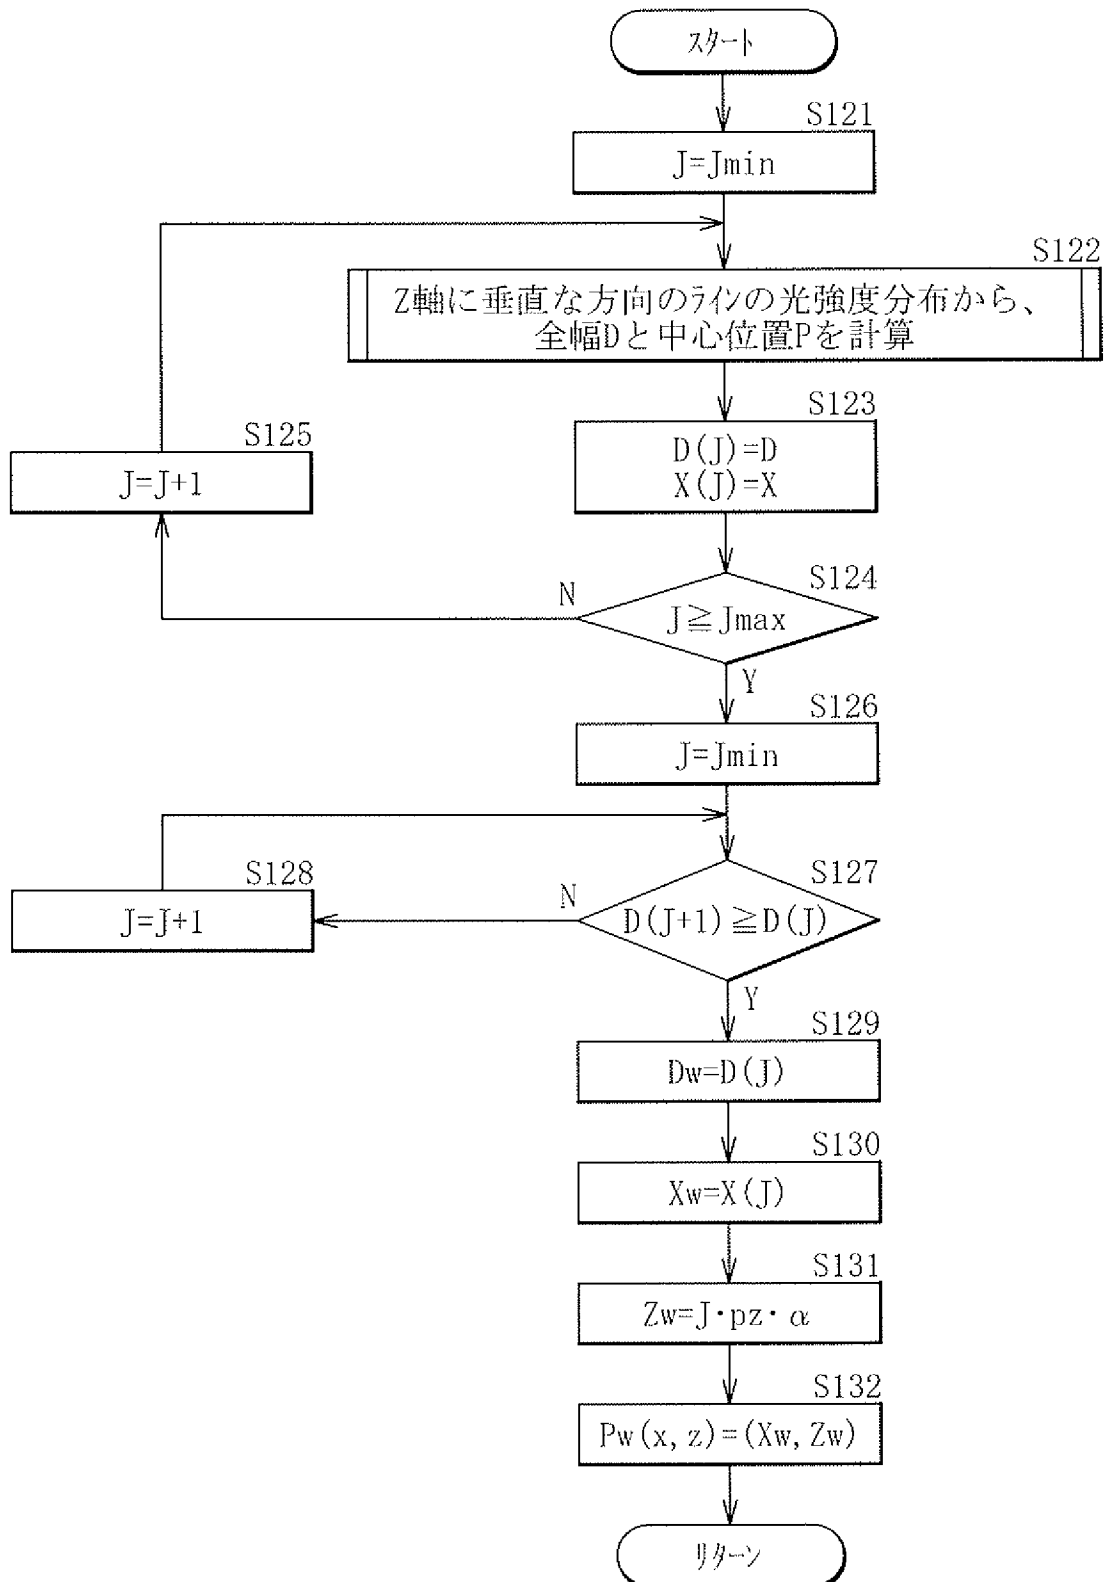 スタート
S121
J=Jmin
S122
Z軸に垂直な方向のラインの光強度分布から、
全幅Dと中心位置Pを計算
S123
D(J)=D
X(J)=X
S125
J=J+1
S124
N
J≧Jmax
Y
S126
J=Jmin
S127
N
D(J+1)≧D(J)
S128
J=J+1
Y
S129
Dw=D(J)
S130
Xw=X(J)
S131
Zw=J・pz・α
S132
Pw(x,z)=(Xw,Zw)
リターン